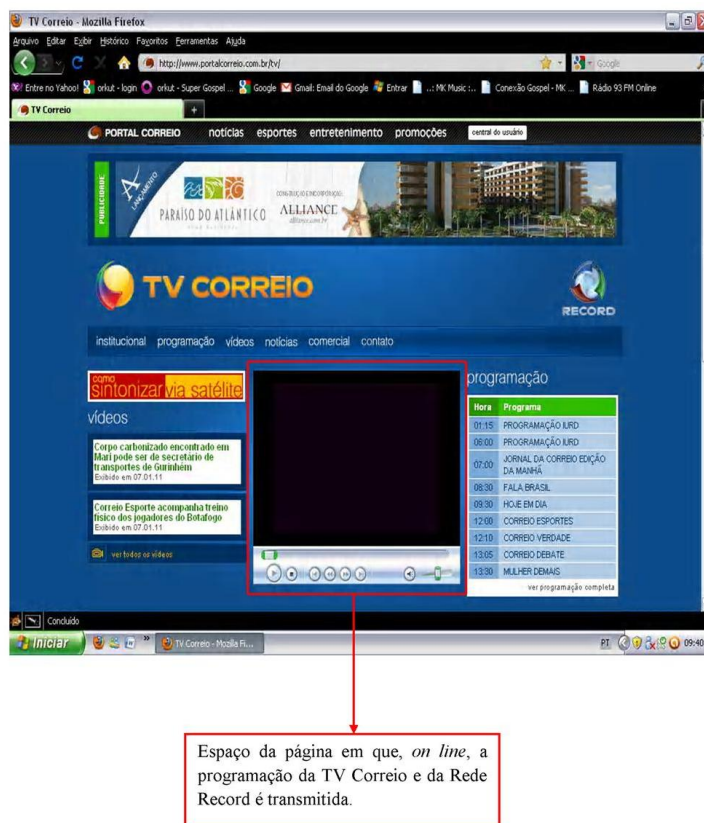 TV Correio - Mozilla Firefox
Arquivo Editar Exibir Histórico Favoritos Ferramentas Ajuda
http://www.portalcorreio.com.br/tv/
Google
Entre no Yahoo! orkut - login orkut - Super Gospel ... Google Gmail: Email do Google Entrar ..: MK Music :... Conexão Gospel - MK ... Rádio 93 FM Online
TV Correio
PORTAL CORREIO notícias esportes entretenimento promoções central do usuário
PUBLICIDADE
LANÇAMENTO
PARAÍSO DO ATLÂNTICO
CONSTRUÇÃO E INCORPORAÇÃO:
ALLIANCE
TV CORREIO
RECORD
institucional programação vídeos notícias comercial contato
como
sintonizar via satélite
vídeos
Corpo carbonizado encontrado em
Mari pode ser de secretário de
transportes de Gurinhém
Exibido em 07.01.11
Correio Esporte acompanha treino
físico dos jogadores do Botafogo
Exibido em 07.01.11
ver todos os vídeos
programação
Hora Programa
01:15 PROGRAMAÇÃO IURD
06:00 PROGRAMAÇÃO IURD
07:00 JORNAL DA CORREIO EDIÇÃO
DA MANHÃ
08:30 FALA BRASIL
09:30 HOJE EM DIA
12:00 CORREIO ESPORTES
12:10 CORREIO VERDADE
13:05 CORREIO DEBATE
13:30 MULHER DEMAIS
ver programação completa
Concluído
Iniciar TV Correio - Mozilla Fi... PT 09:40
Espaço da página em que, on line, a
programação da TV Correio e da Rede
Record é transmitida.